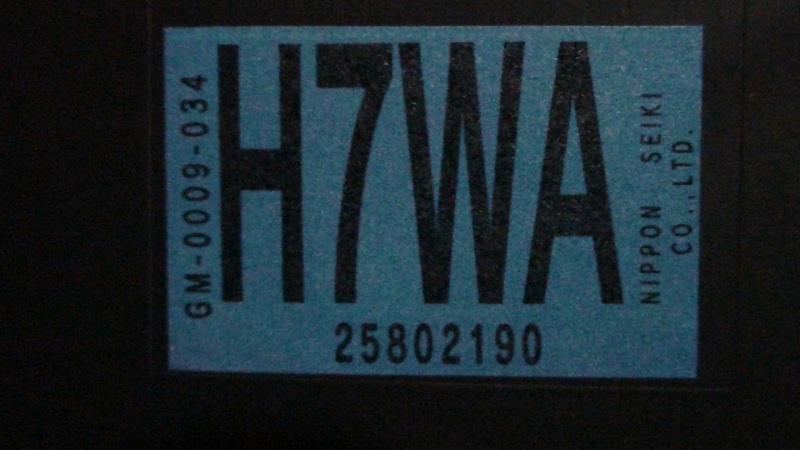 GM-0009-034
H7WA
25802190
NIPPON SEIKI
CO.,LTD.